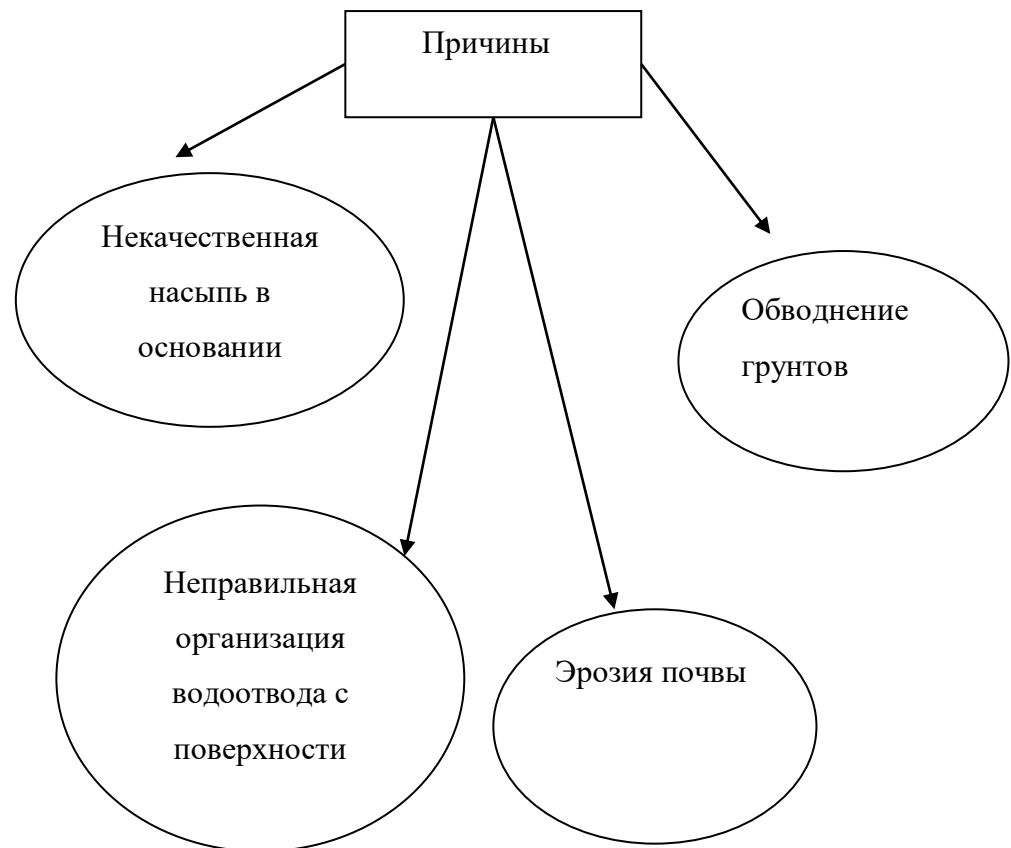 Причины
Некачественная
насыпь в
основании
Обводнение
грунтов
Неправильная
организация
водоотвода с
поверхности
Эрозия почвы